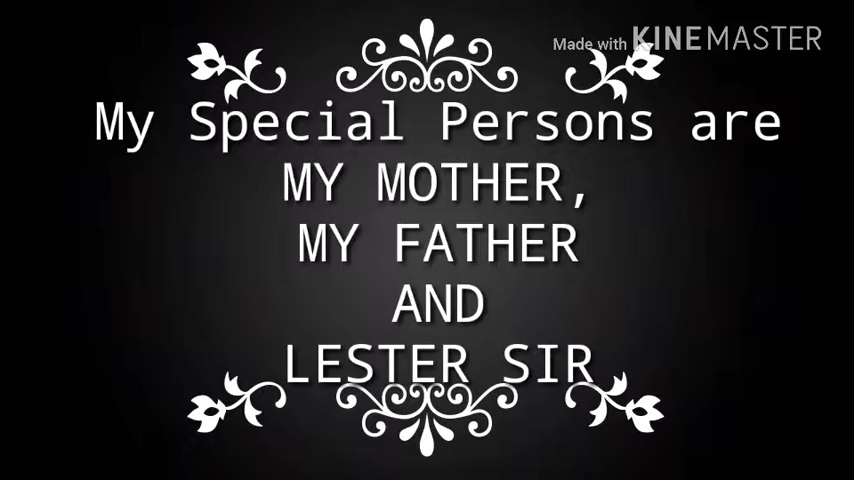 Made with KINEMASTER
My Special Persons are
MY MOTHER,
MY FATHER
AND
LESTER SIR